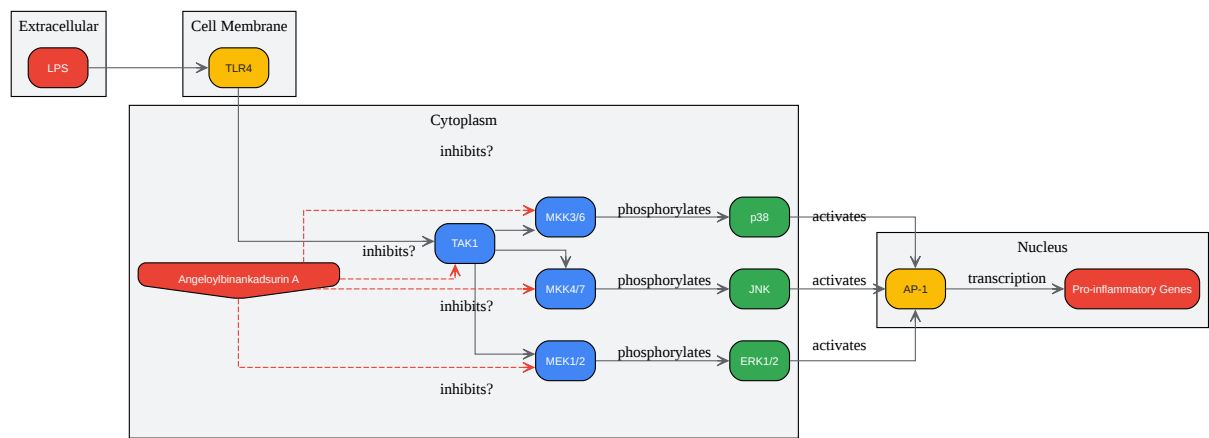 Extracellular
Cell Membrane
LPS
TLR4
Cytoplasm
inhibits?
MKK3/6
phosphorylates
p38
activates
TAK1
inhibits?
Nucleus
Angeloylbinankadsurin A
MKK4/7
phosphorylates
JNK
activates
AP-1
transcription
Pro-inflammatory Genes
inhibits?
MEK1/2
phosphorylates
ERK1/2
activates
inhibits?